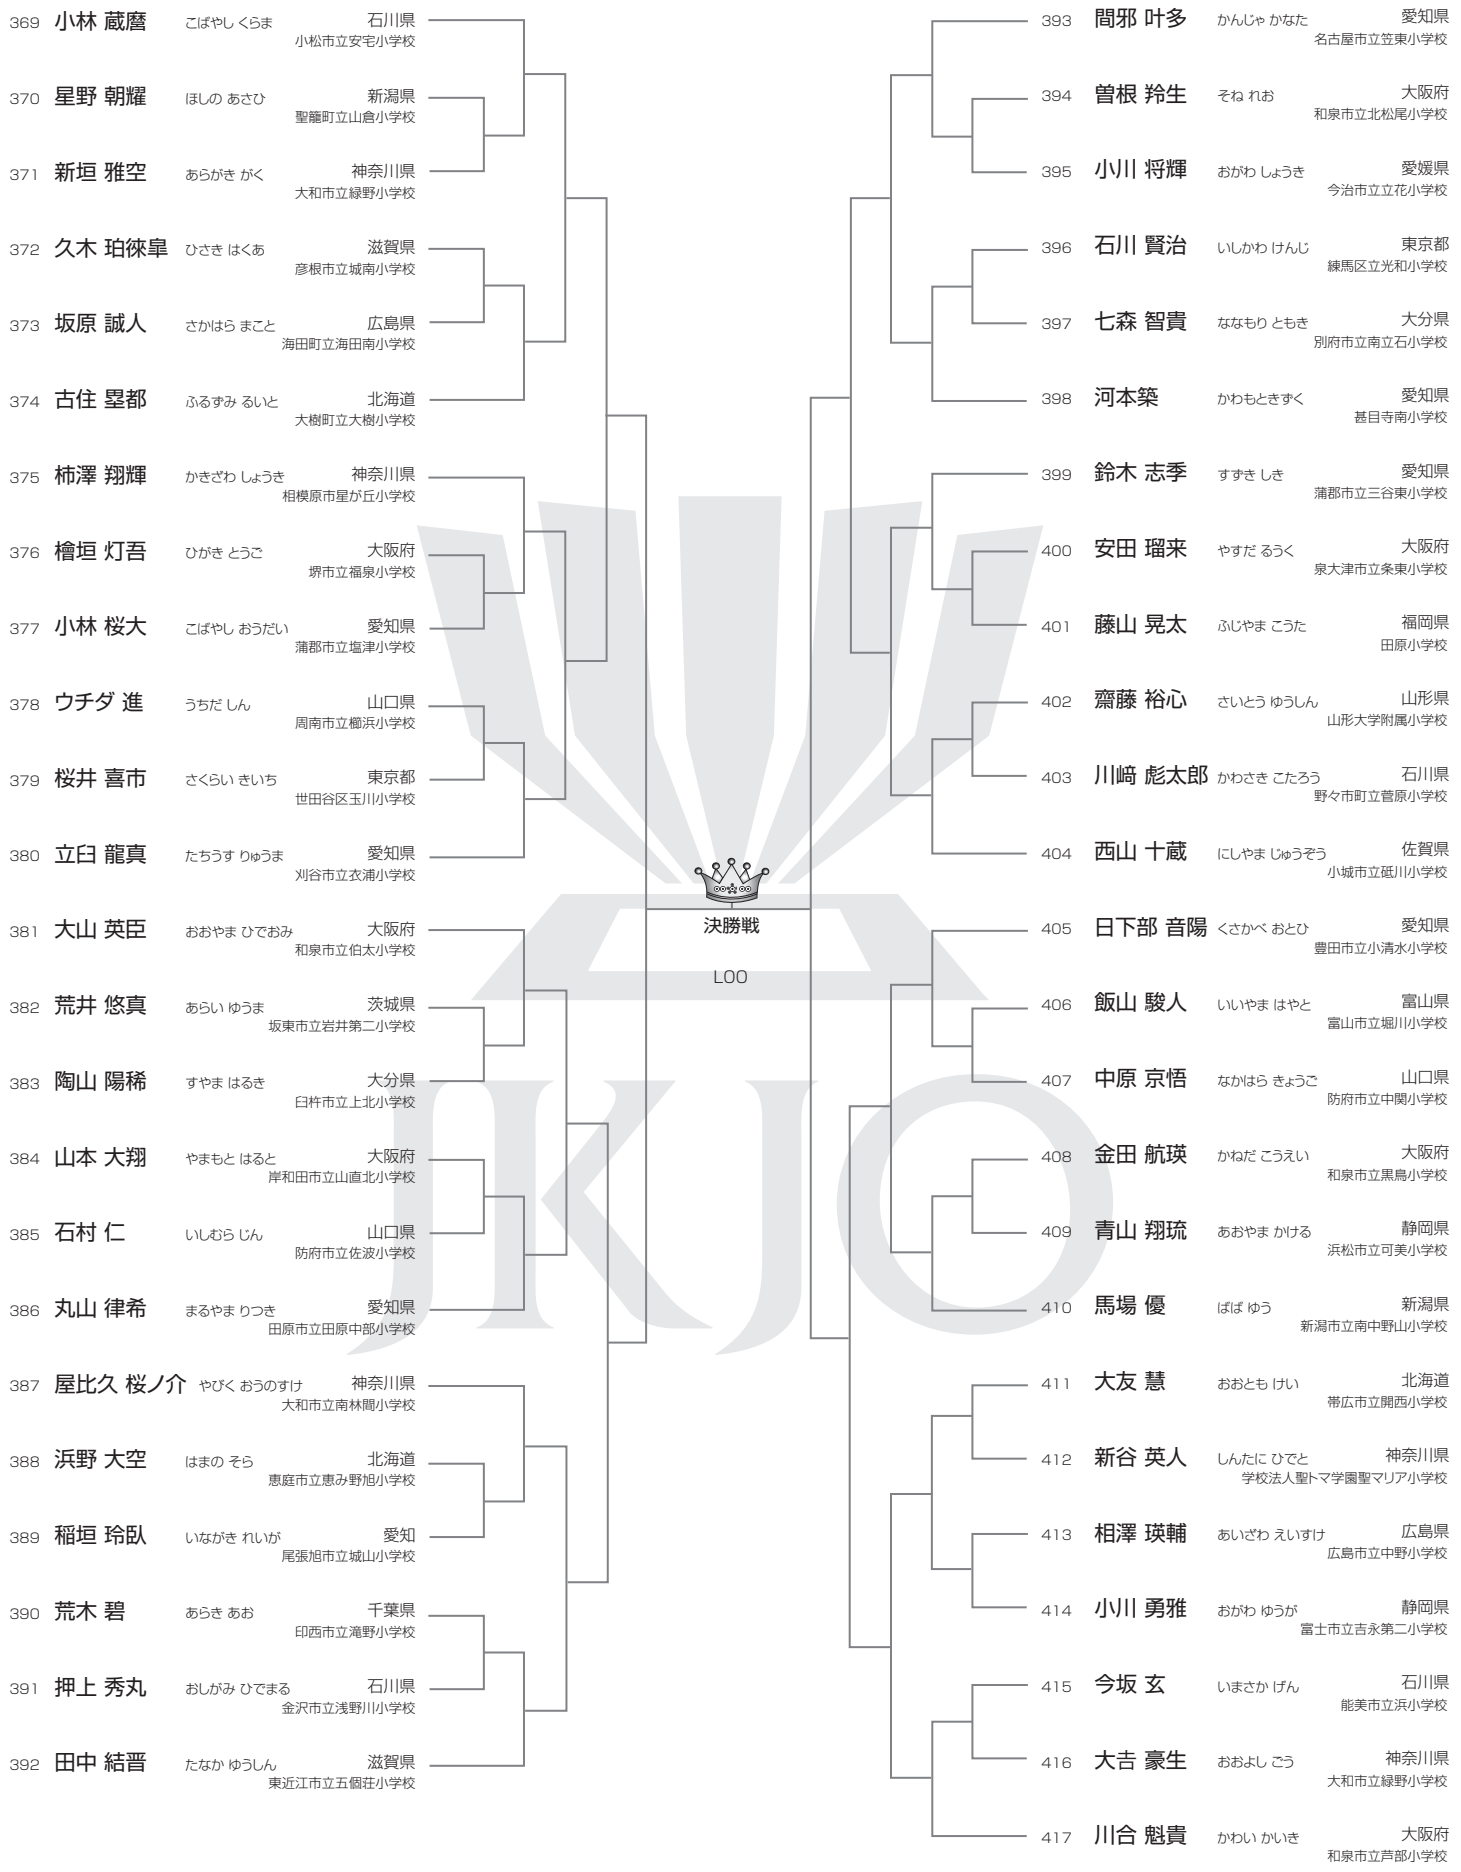 369 小林 蔵麿 こばやし くらま 石川県
小松市立安宅小学校
370 星野 朝耀 ほしの あさひ 新潟県
聖籠町立山倉小学校
371 新垣 雅空 あらがき がく 神奈川県
大和市立緑野小学校
372 久木 珀徠皐 ひさき はくあ 滋賀県
彦根市立城南小学校
373 坂原 誠人 さかはら まこと 広島県
海田町立海田南小学校
374 古住 塁都 ふるずみ るいと 北海道
大樹町立大樹小学校
375 柿澤 翔輝 かきざわ しょうき 神奈川県
相模原市星が丘小学校
376 檜垣 灯吾 ひがき とうご 大阪府
堺市立福泉小学校
377 小林 桜大 こばやし おうだい 愛知県
蒲郡市立塩津小学校
378 ウチダ 進 うちだ しん 山口県
周南市立櫛浜小学校
379 桜井 喜市 さくらい きいち 東京都
世田谷区玉川小学校
380 立臼 龍真 たちうす りゅうま 愛知県
刈谷市立衣浦小学校
381 大山 英臣 おおやま ひでおみ 大阪府
和泉市立伯太小学校
382 荒井 悠真 あらい ゆうま 茨城県
坂東市立岩井第二小学校
383 陶山 陽稀 すやま はるき 大分県
臼杵市立上北小学校
384 山本 大翔 やまもと はると 大阪府
岸和田市立山直北小学校
385 石村 仁 いしむら じん 山口県
防府市立佐波小学校
386 丸山 律希 まるやま りつき 愛知県
田原市立田原中部小学校
387 屋比久 桜ノ介 やびく おうのすけ 神奈川県
大和市立南林間小学校
388 浜野 大空 はまの そら 北海道
恵庭市立恵み野旭小学校
389 稲垣 玲臥 いながき れいが 愛知
尾張旭市立城山小学校
390 荒木 碧 あらき あお 千葉県
印西市立滝野小学校
391 押上 秀丸 おしがみ ひでまる 石川県
金沢市立浅野川小学校
392 田中 結晋 たなか ゆうしん 滋賀県
東近江市立五個荘小学校
決勝戦
L00
JKJO
393 間邪 叶多 かんじゃ かなた 愛知県
名古屋市立笠東小学校
394 曽根 羚生 そね れお 大阪府
和泉市立北松尾小学校
395 小川 将輝 おがわ しょうき 愛媛県
今治市立立花小学校
396 石川 賢治 いしかわ けんじ 東京都
練馬区立光和小学校
397 七森 智貴 ななもり ともき 大分県
別府市立南立石小学校
398 河本築 かわもときずく 愛知県
甚目寺南小学校
399 鈴木 志季 すずき しき 愛知県
蒲郡市立三谷東小学校
400 安田 瑠来 やすだ るうく 大阪府
泉大津市立条東小学校
401 藤山 晃太 ふじやま こうた 福岡県
田原小学校
402 齋藤 裕心 さいとう ゆうしん 山形県
山形大学附属小学校
403 川﨑 彪太郎 かわさき こたろう 石川県
野々市町立菅原小学校
404 西山 十蔵 にしやま じゅうぞう 佐賀県
小城市立砥川小学校
405 日下部 音陽 くさかべ おとひ 愛知県
豊田市立小清水小学校
406 飯山 駿人 いいやま はやと 富山県
富山市立堀川小学校
407 中原 京悟 なかはら きょうご 山口県
防府市立中関小学校
408 金田 航瑛 かねだ こうえい 大阪府
和泉市立黒鳥小学校
409 青山 翔琉 あおやま かける 静岡県
浜松市立可美小学校
410 馬場 優 ばば ゆう 新潟県
新潟市立南中野山小学校
411 大友 慧 おおとも けい 北海道
帯広市立開西小学校
412 新谷 英人 しんたに ひでと 神奈川県
学校法人聖トマ学園聖マリア小学校
413 相澤 瑛輔 あいざわ えいすけ 広島県
広島市立中野小学校
414 小川 勇雅 おがわ ゆうが 静岡県
富士市立吉永第二小学校
415 今坂 玄 いまさか げん 石川県
能美市立浜小学校
416 大𠮷 豪生 おおよし ごう 神奈川県
大和市立緑野小学校
417 川合 魁貴 かわい かいき 大阪府
和泉市立芦部小学校